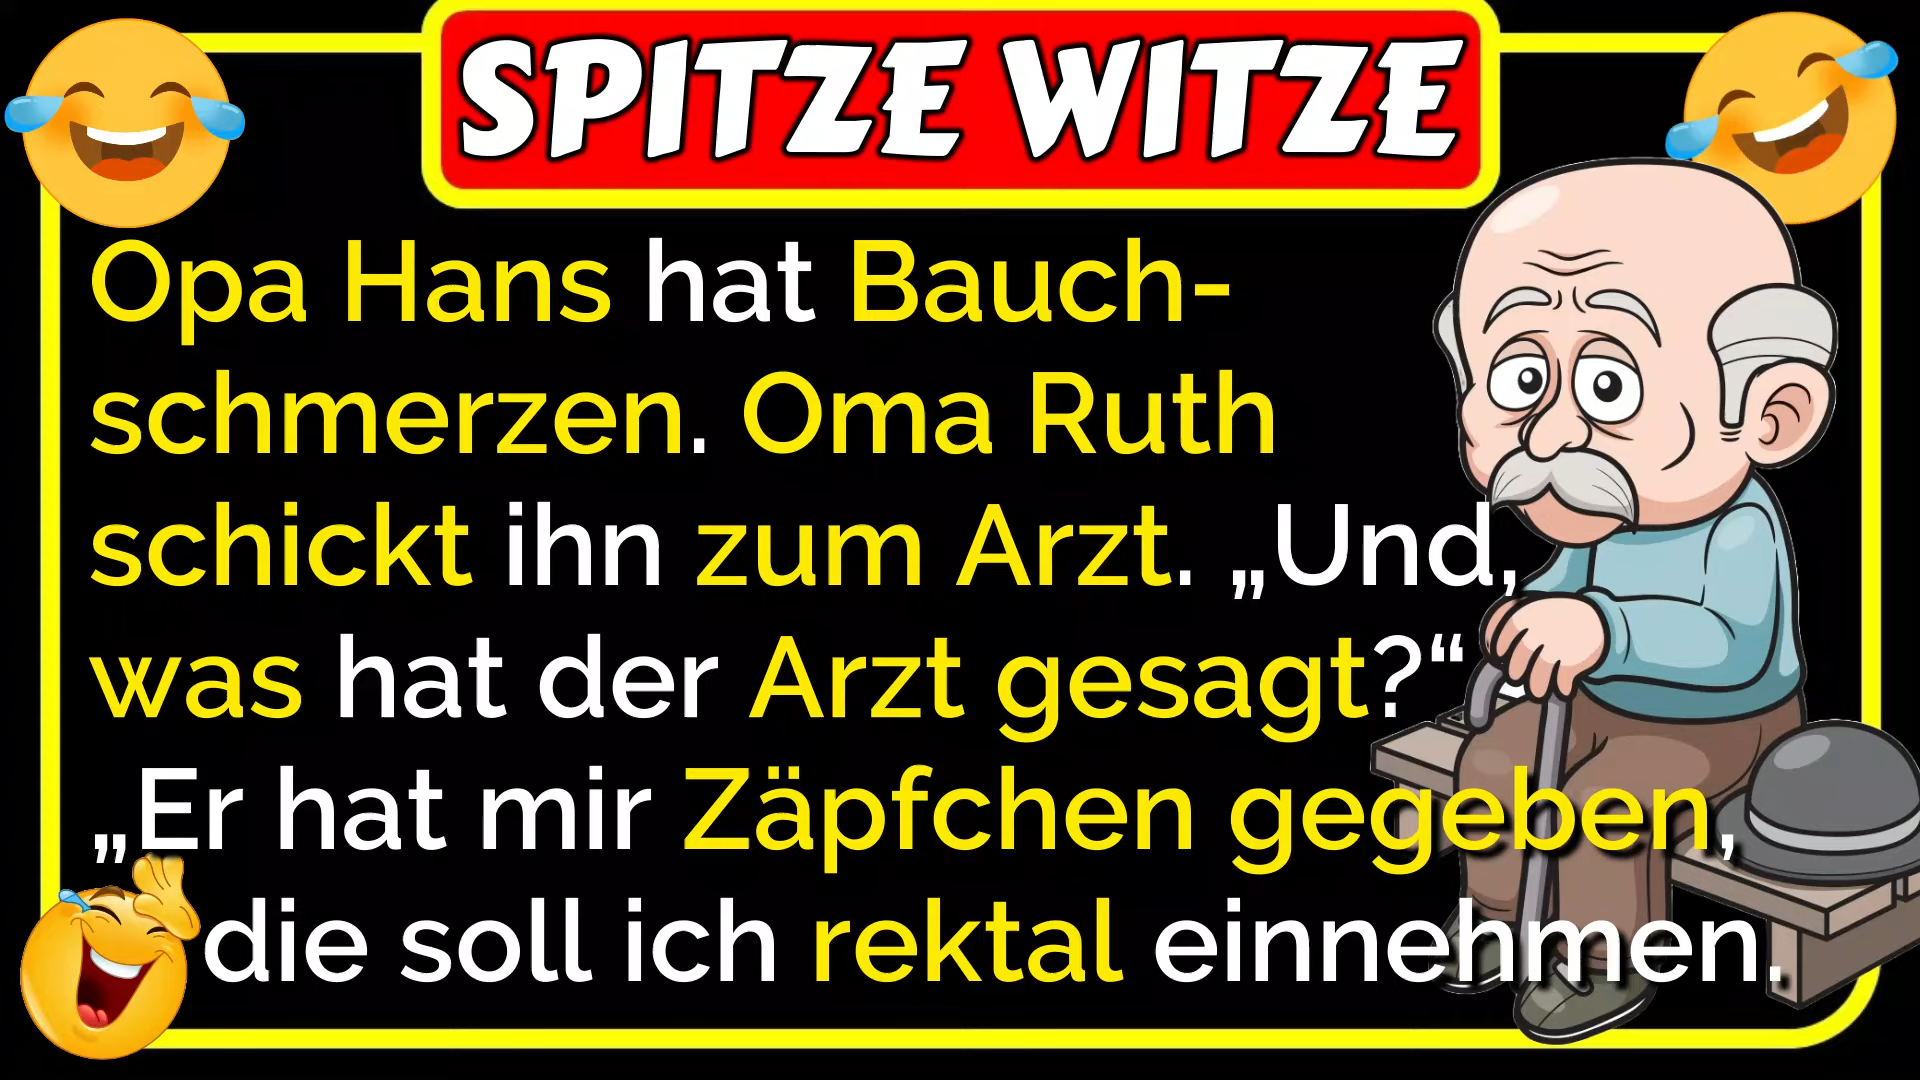 SPITZE WITZE
Opa Hans hat Bauch-
schmerzen. Oma Ruth
schickt ihn zum Arzt. „Und,
was hat der Arzt gesagt?“
„Er hat mir Zäpfchen gegeben,
die soll ich rektal einnehmen.